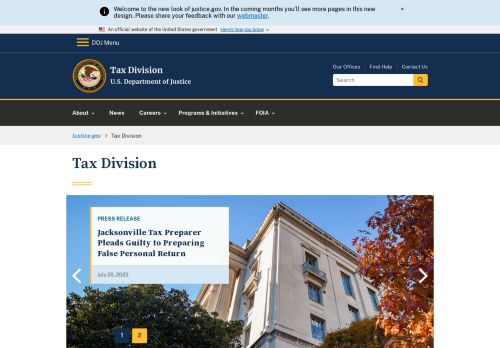 Welcome to the new look of justice.gov. In the coming months you'll see more pages in this new
design. Please share your feedback with our webmaster.
An official website of the United States government Here's how you know
DOJ Menu
Tax Division
U.S. Department of Justice
Our Offices Find Help Contact Us
Search
About News Careers Programs & Initiatives FOIA
Justice.gov Tax Division
Tax Division
PRESS RELEASE
Jacksonville Tax Preparer
Pleads Guilty to Preparing
False Personal Return
July 26, 2023
1 2